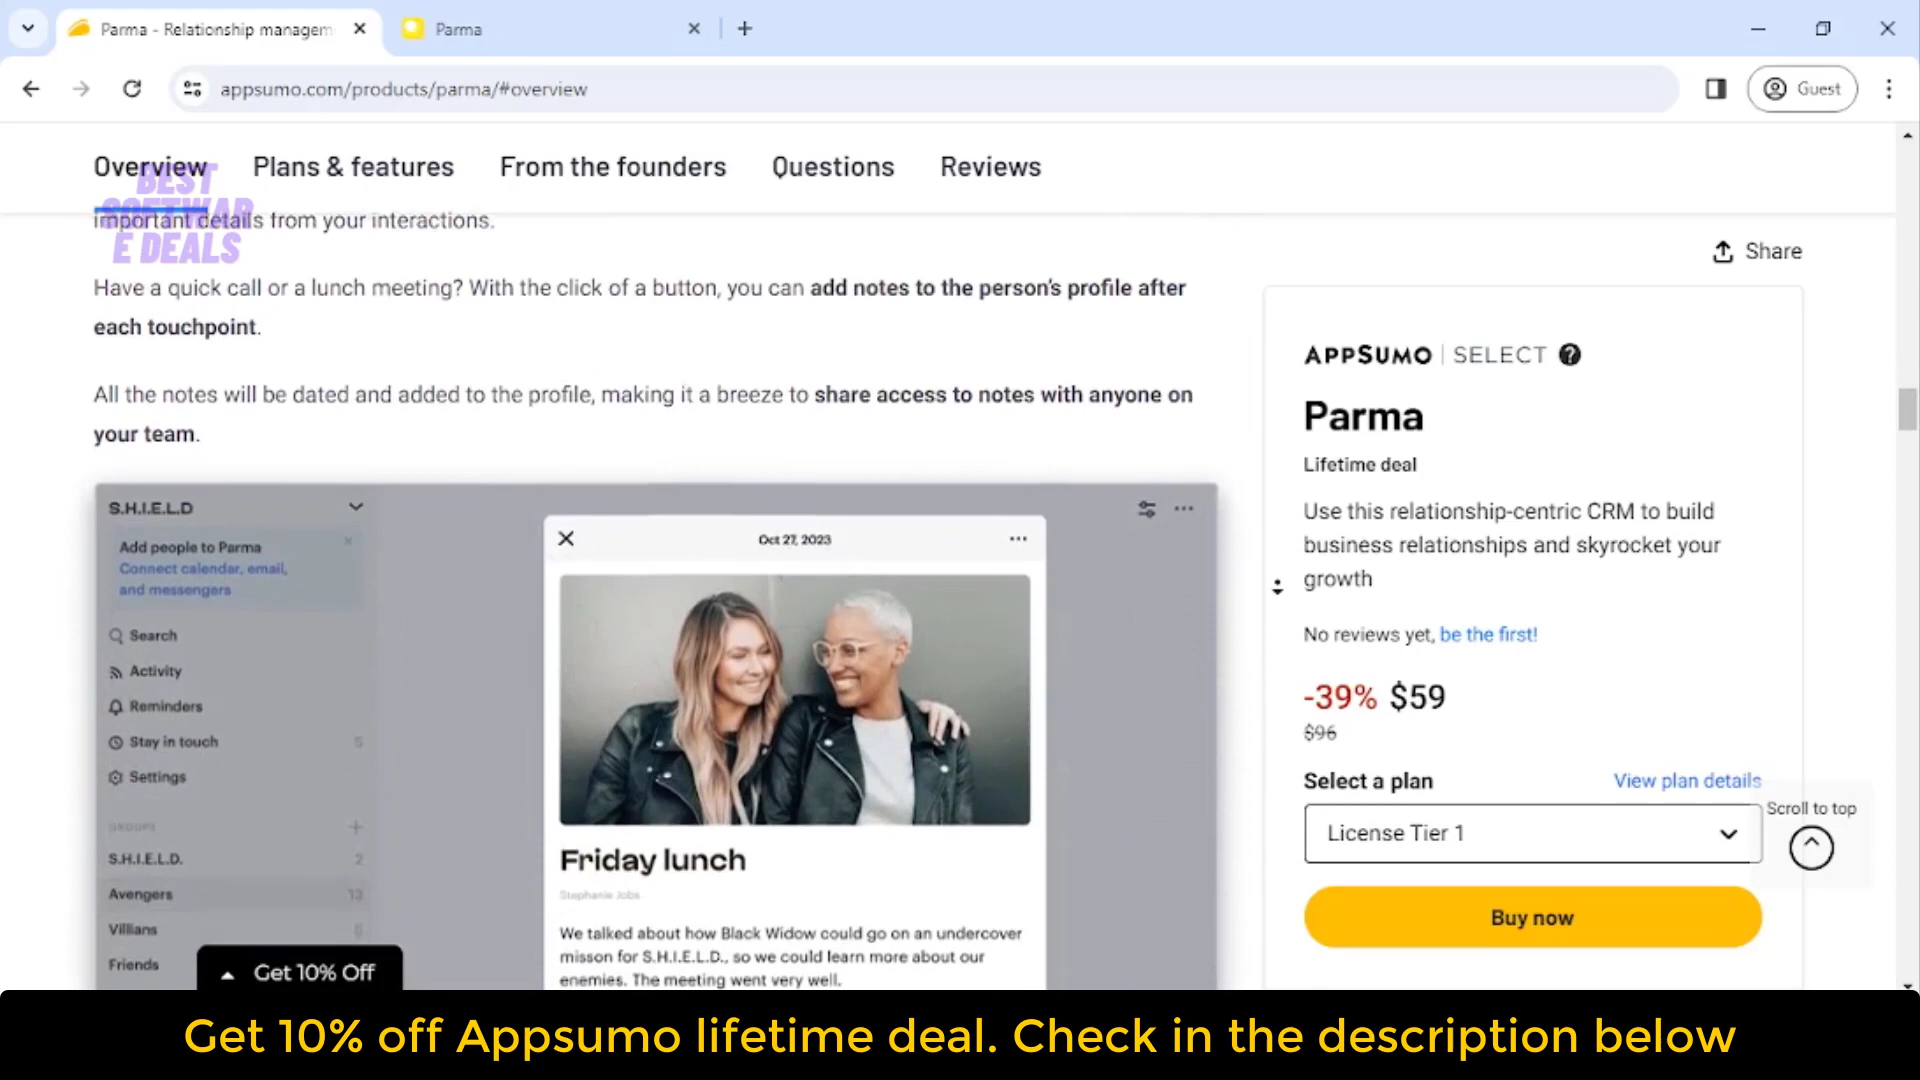 Parma - Relationship managem
Parma
appsumo.com/products/parma/#overview
Guest
Overview
Plans & features
From the founders
Questions
Reviews
BEST
SOFTWAR
E DEALS
important details from your interactions.
Share
Have a quick call or a lunch meeting? With the click of a button, you can add notes to the person's profile after
each touchpoint.
All the notes will be dated and added to the profile, making it a breeze to share access to notes with anyone on
your team.
S.H.I.E.L.D
Add people to Parma
Connect calendar, email,
and messengers
Search
Activity
Reminders
Stay in touch 5
Settings
GROUPS
S.H.I.E.L.D. 2
Avengers 13
Villians 6
Friends
Oct 27, 2023
Friday lunch
Stephanie Jobs
We talked about how Black Widow could go on an undercover
misson for S.H.I.E.L.D., so we could learn more about our
enemies. The meeting went very well.
Get 10% Off
APPSUMO | SELECT ?
Parma
Lifetime deal
Use this relationship-centric CRM to build
business relationships and skyrocket your
growth
No reviews yet, be the first!
-39% $59
$96
Select a plan
View plan details
License Tier 1
Scroll to top
Buy now
Get 10% off Appsumo lifetime deal. Check in the description below